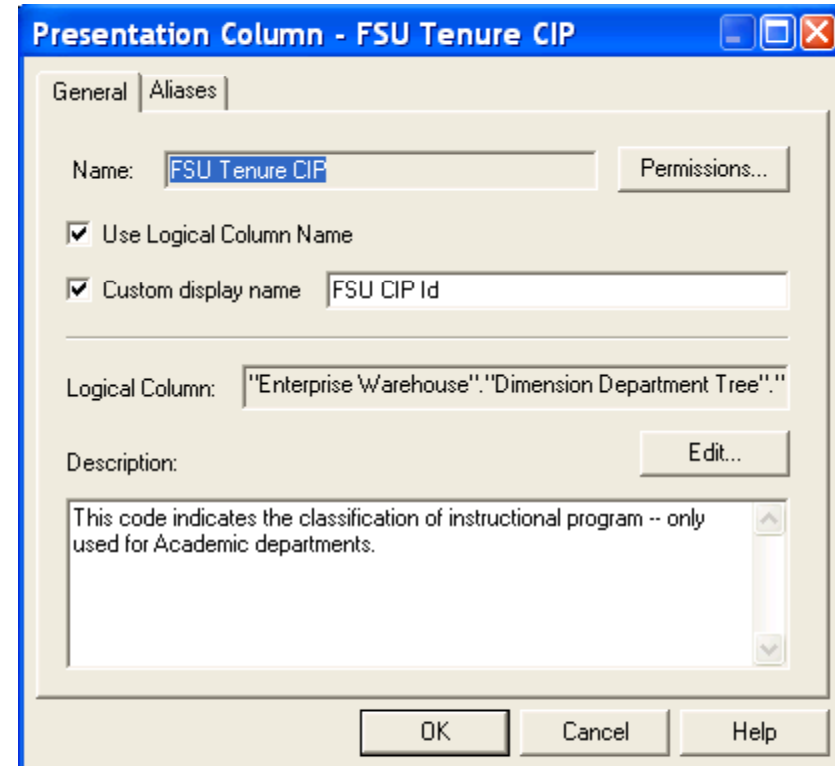 Presentation Column - FSU Tenure CIP
General Aliases
Name: FSU Tenure CIP Permissions...
Use Logical Column Name
Custom display name FSU CIP Id
Logical Column: "Enterprise Warehouse"."Dimension Department Tree"."
Edit...
Description:
This code indicates the classification of instructional program -- only
used for Academic departments.
OK Cancel Help